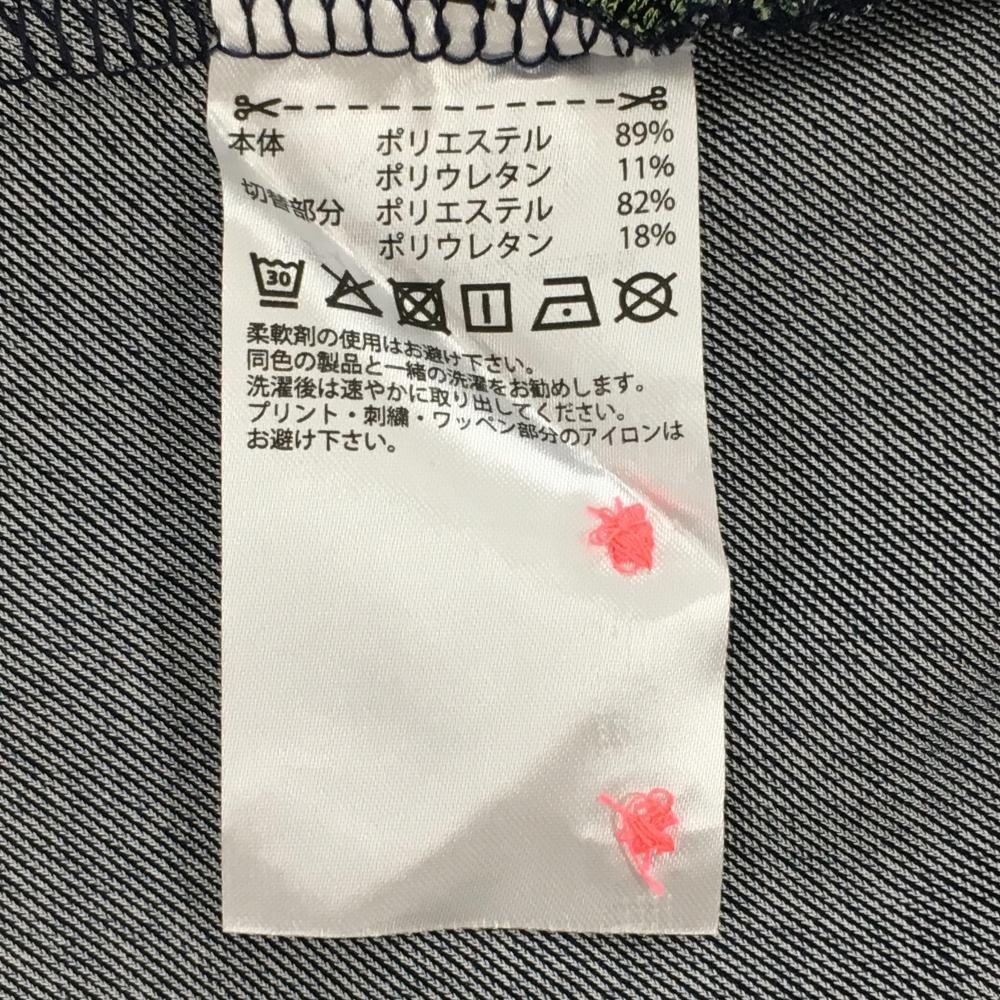 本体 ポリエステル 89%
ポリウレタン 11%
切替部分 ポリエステル 82%
ポリウレタン 18%
30
柔軟剤の使用はお避け下さい。
同色の製品と一緒の洗濯をお勧めします。
洗濯後は速やかに取り出してください。
プリント・刺繍・ワッペン部分のアイロンは
お避け下さい。